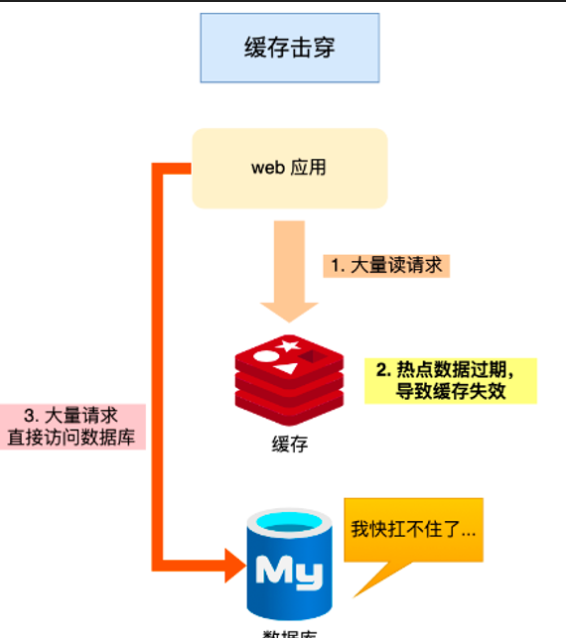 缓存击穿
web 应用
1. 大量读请求
2. 热点数据过期，
导致缓存失效
缓存
3. 大量请求
直接访问数据库
我快扛不住了...
My
数据库